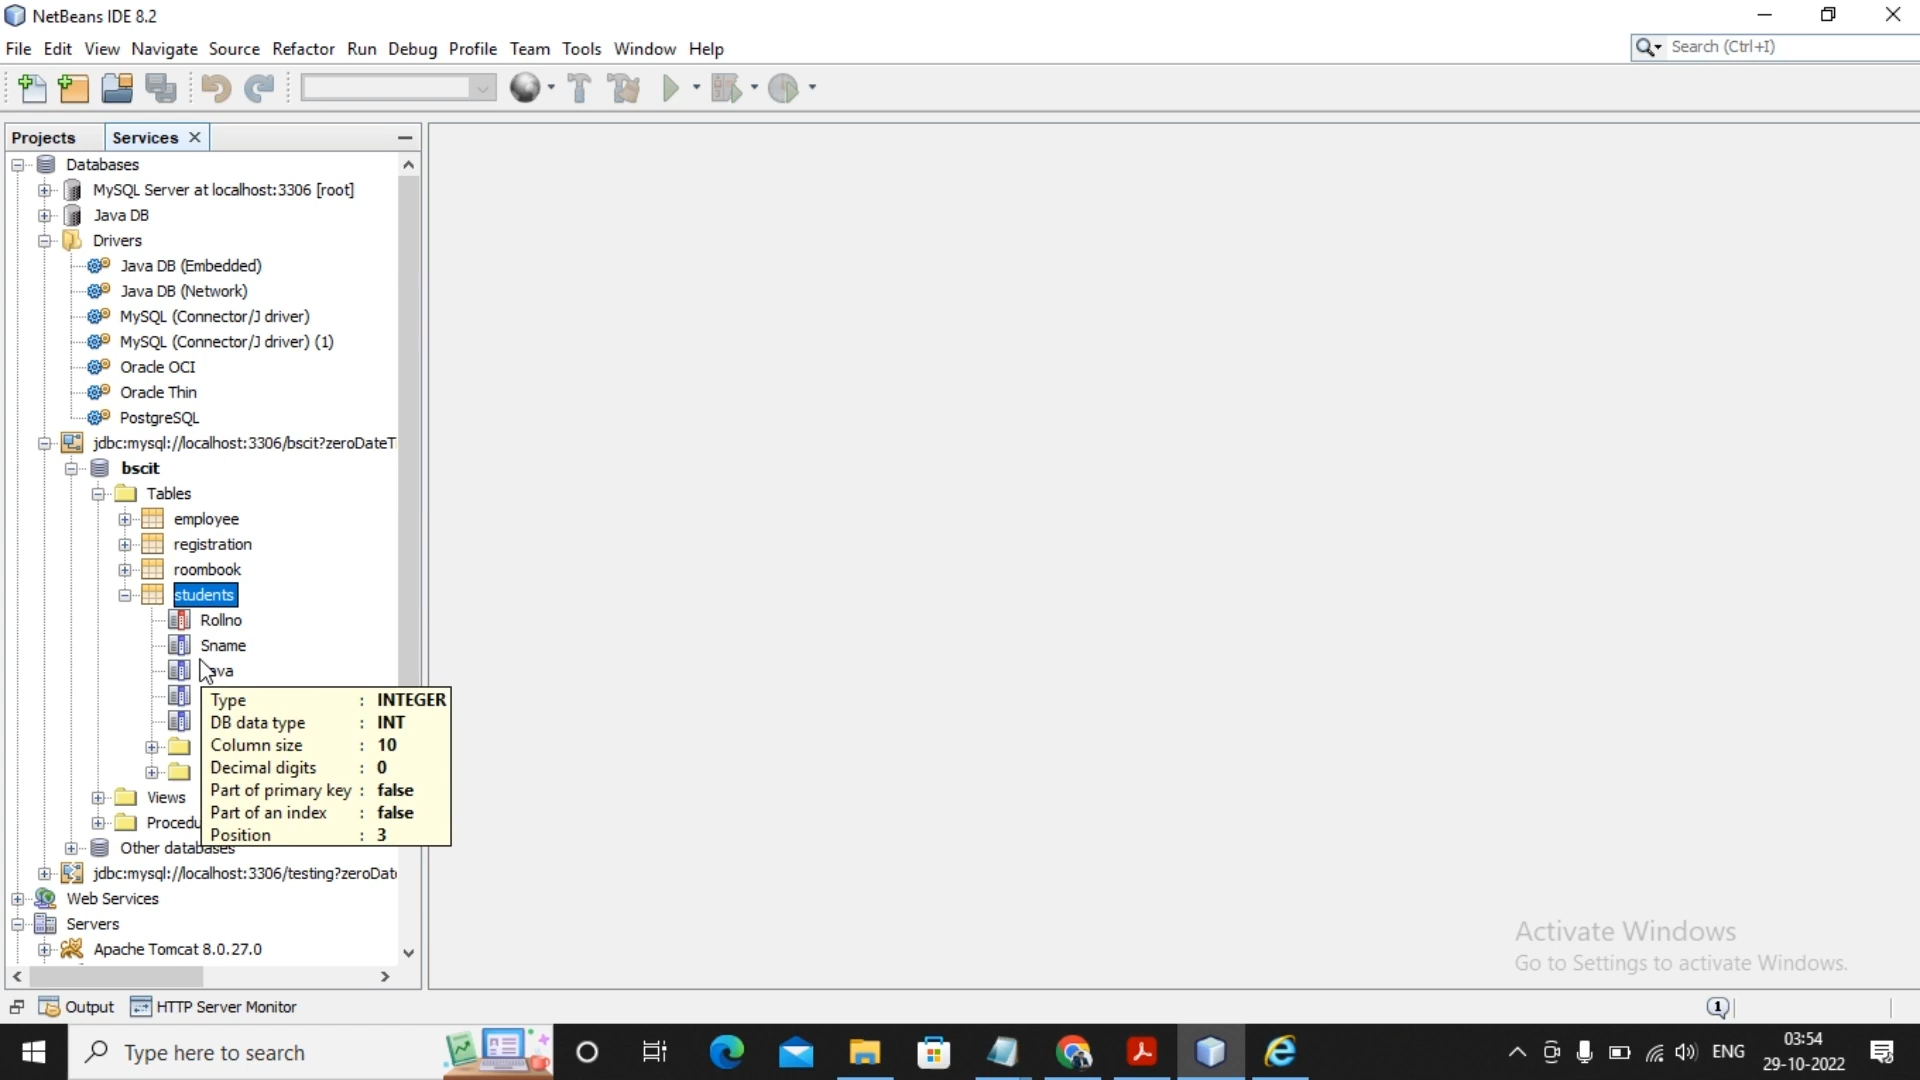 NetBeans IDE 8.2
File Edit View Navigate Source Refactor Run Debug Profile Team Tools Window Help
Search (Ctrl+I)
Projects Services
Databases
MySQL Server at localhost:3306 [root]
Java DB
Drivers
Java DB (Embedded)
Java DB (Network)
MySQL (Connector/J driver)
MySQL (Connector/J driver) (1)
Oracle OCI
Oracle Thin
PostgreSQL
jdbc:mysql://localhost:3306/bscit?zeroDateT
bscit
Tables
employee
registration
roombook
students
Rollno
Sname
Type : INTEGER
DB data type : INT
Column size : 10
Decimal digits : 0
Part of primary key : false
Part of an index : false
Position : 3
Views
Procedu
Other databases
jdbc:mysql://localhost:3306/testing?zeroDat
Web Services
Servers
Apache Tomcat 8.0.27.0
Activate Windows
Go to Settings to activate Windows.
Output HTTP Server Monitor
1
Type here to search
ENG
03:54
29-10-2022